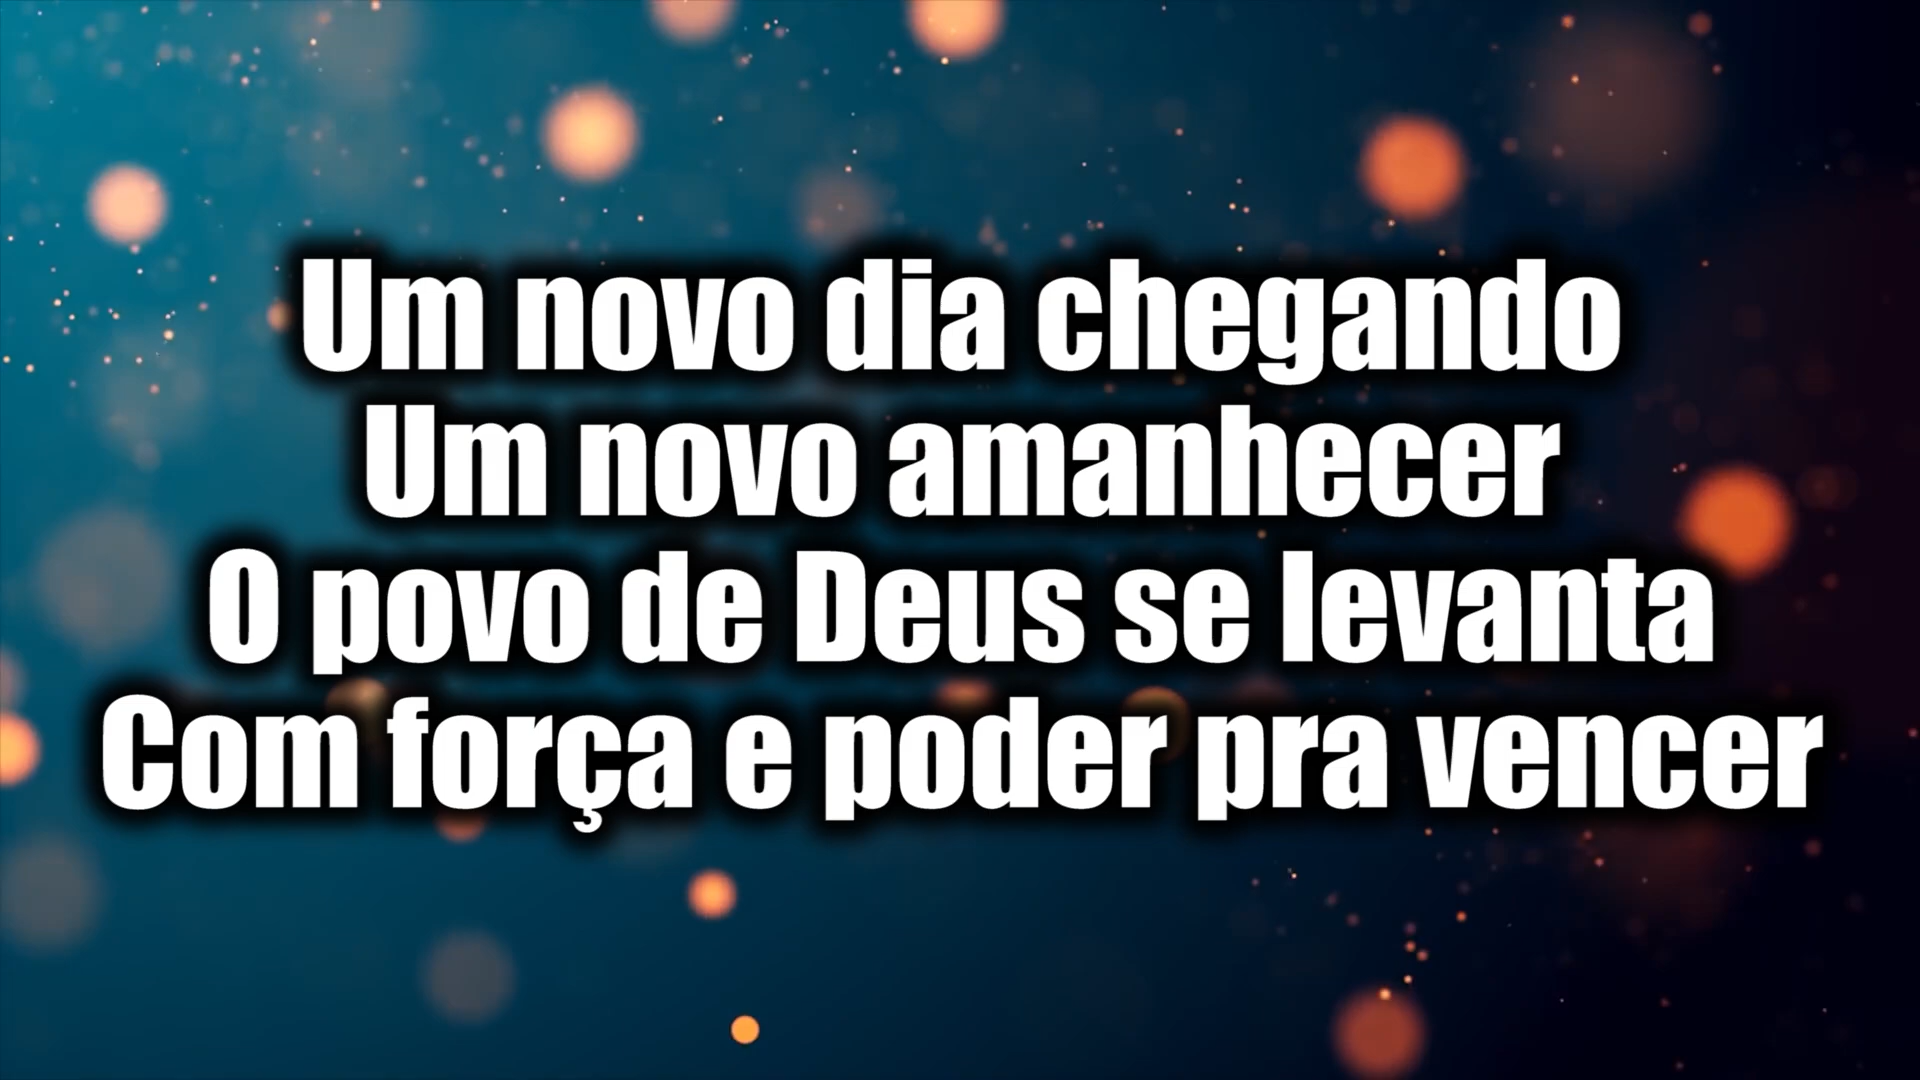 Um novo dia chegando
Um novo amanhecer
O povo de Deus se levanta
Com força e poder pra vencer